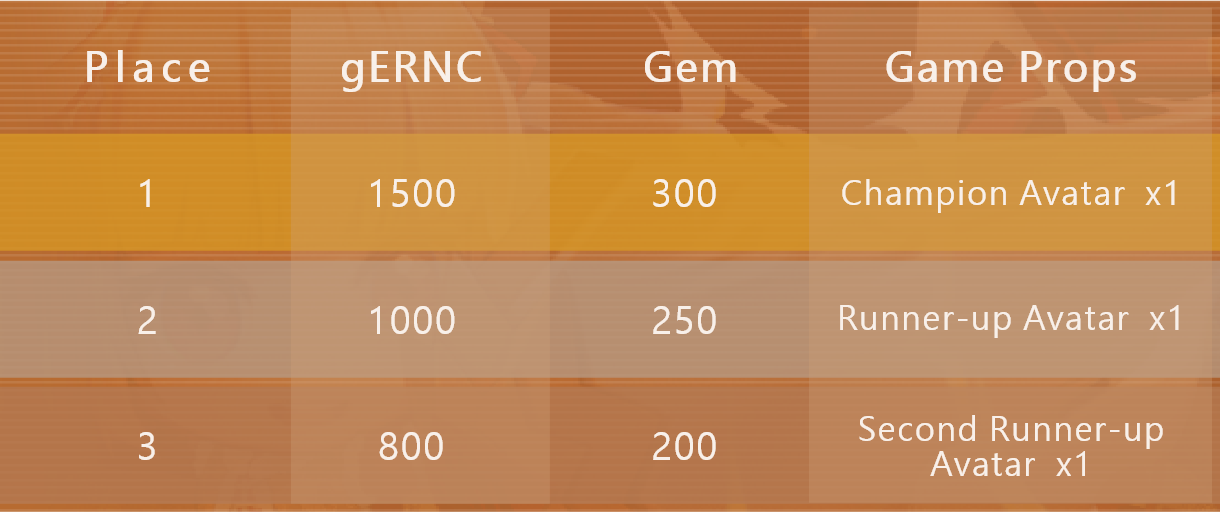 Place gERNC Gem Game Props
1 1500 300 Champion Avatar x1
2 1000 250 Runner-up Avatar x1
3 800 200 Second Runner-up
Avatar x1